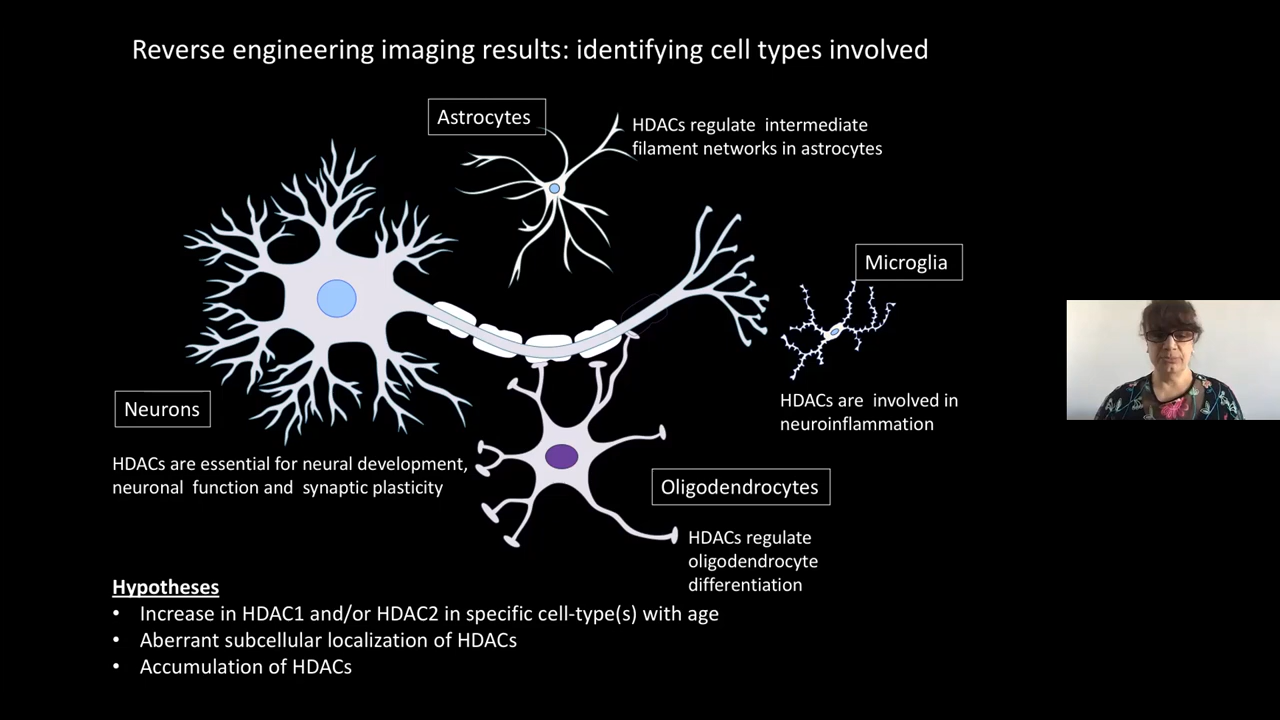 Reverse engineering imaging results: identifying cell types involved
Astrocytes
HDACs regulate intermediate
filament networks in astrocytes
Microglia
HDACs are involved in
neuroinflammation
Neurons
HDACs are essential for neural development,
neuronal function and synaptic plasticity
Oligodendrocytes
HDACs regulate
oligodendrocyte
differentiation
Hypotheses
• Increase in HDAC1 and/or HDAC2 in specific cell-type(s) with age
• Aberrant subcellular localization of HDACs
• Accumulation of HDACs